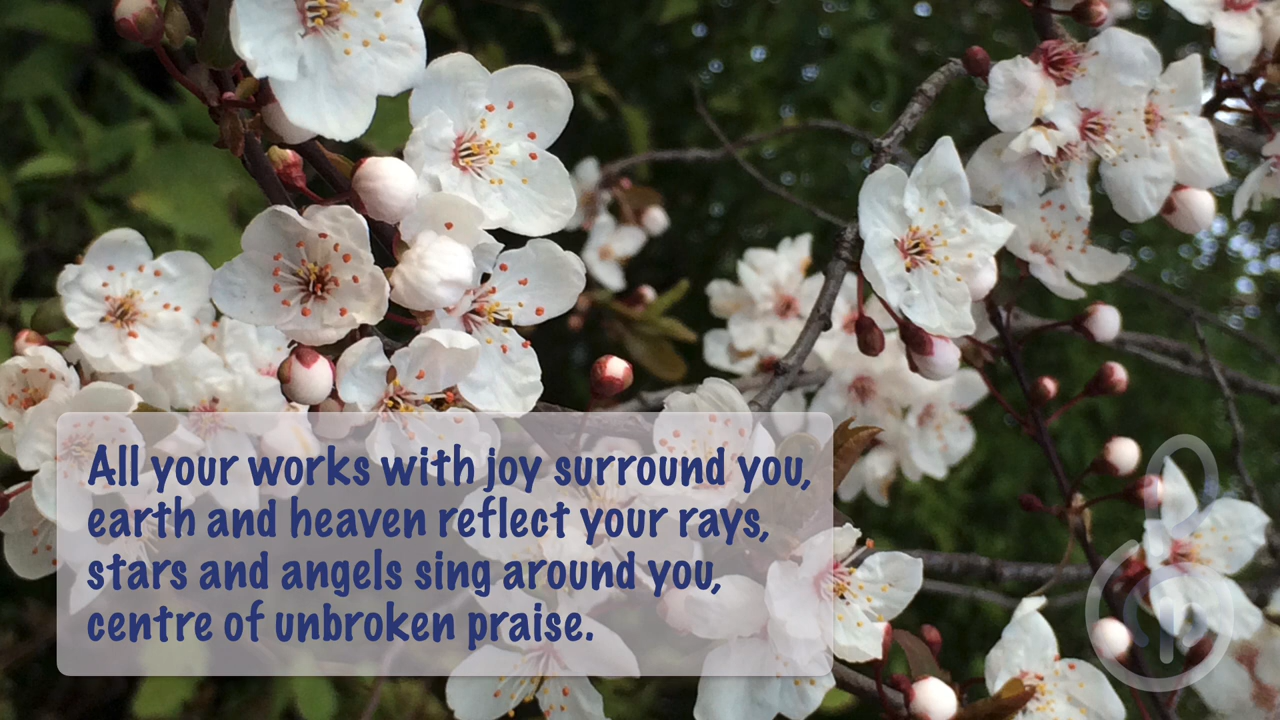 All your works with joy surround you,
earth and heaven reflect your rays,
stars and angels sing around you,
centre of unbroken praise.